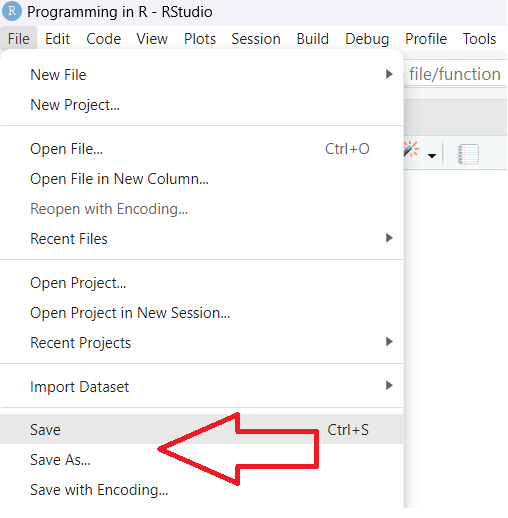 R Programming in R - RStudio
File Edit Code View Plots Session Build Debug Profile Tools
file/function
New File
New Project...
Open File... Ctrl+O
Open File in New Column...
Reopen with Encoding...
Recent Files
Open Project...
Open Project in New Session...
Recent Projects
Import Dataset
Save Ctrl+S
Save As...
Save with Encoding...